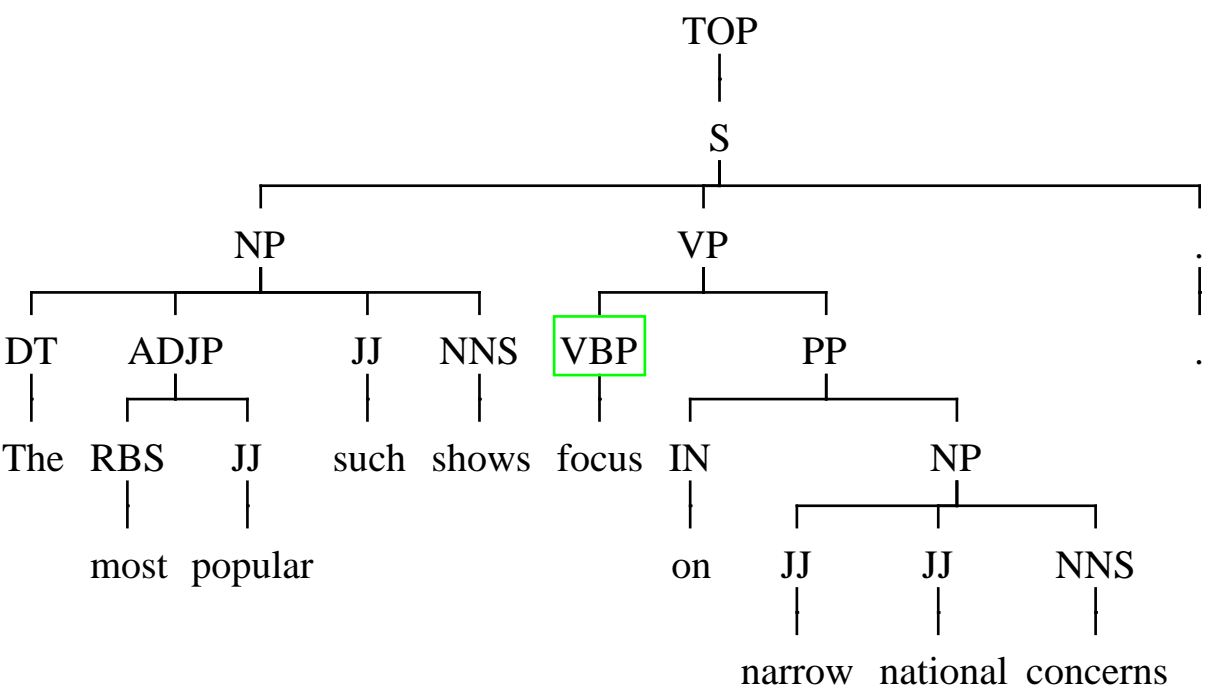 TOP
S
NP VP .
DT ADJP JJ NNS VBP PP .
The RBS JJ such shows focus IN NP
most popular on JJ JJ NNS
narrow national concerns